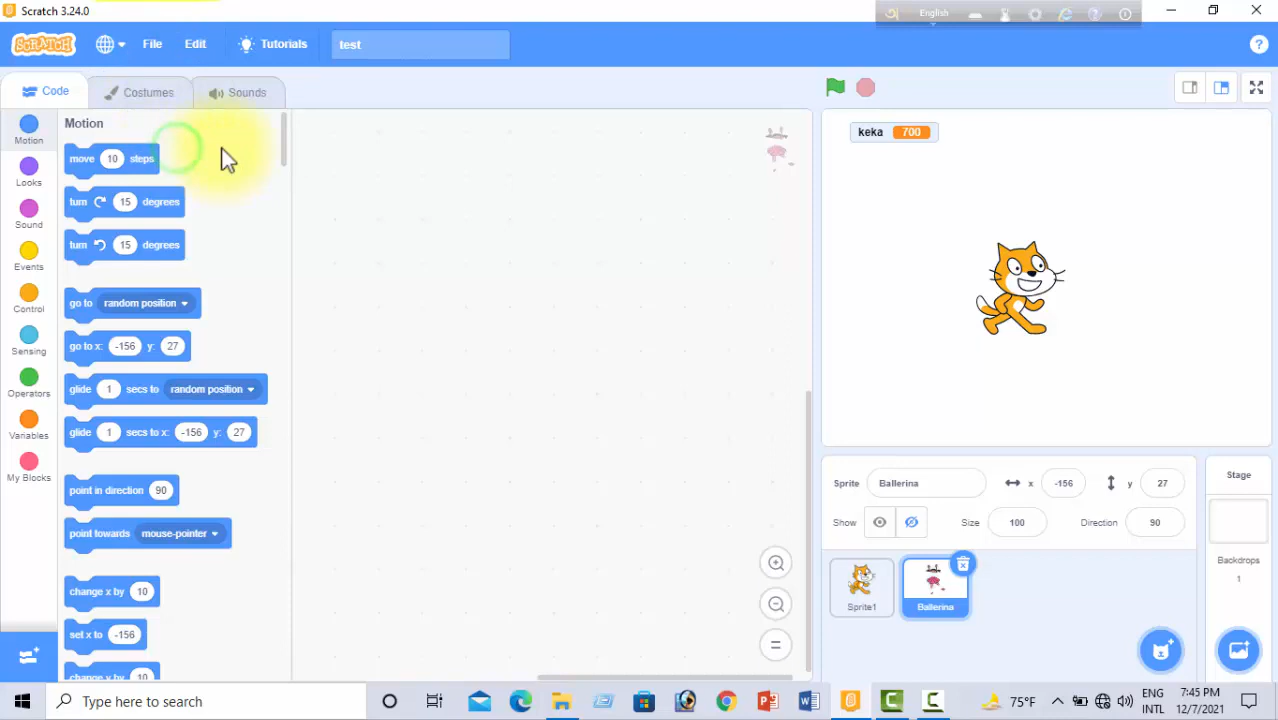 Scratch 3.24.0
English
SCRATCH
File
Edit
Tutorials
test
Code
Costumes
Sounds
Motion
Motion
Looks
Sound
Events
Control
Sensing
Operators
Variables
My Blocks
move 10 steps
turn 15 degrees
turn 15 degrees
go to random position
go to x: -156 y: 27
glide 1 secs to random position
glide 1 secs to x: -156 y: 27
point in direction 90
point towards mouse-pointer
change x by 10
set x to -156
change y by 10
keka 700
Sprite Ballerina x -156 y 27
Show Size 100 Direction 90
Sprite1
Ballerina
Stage
Backdrops
1
Type here to search
75°F
ENG
INTL
7:45 PM
12/7/2021